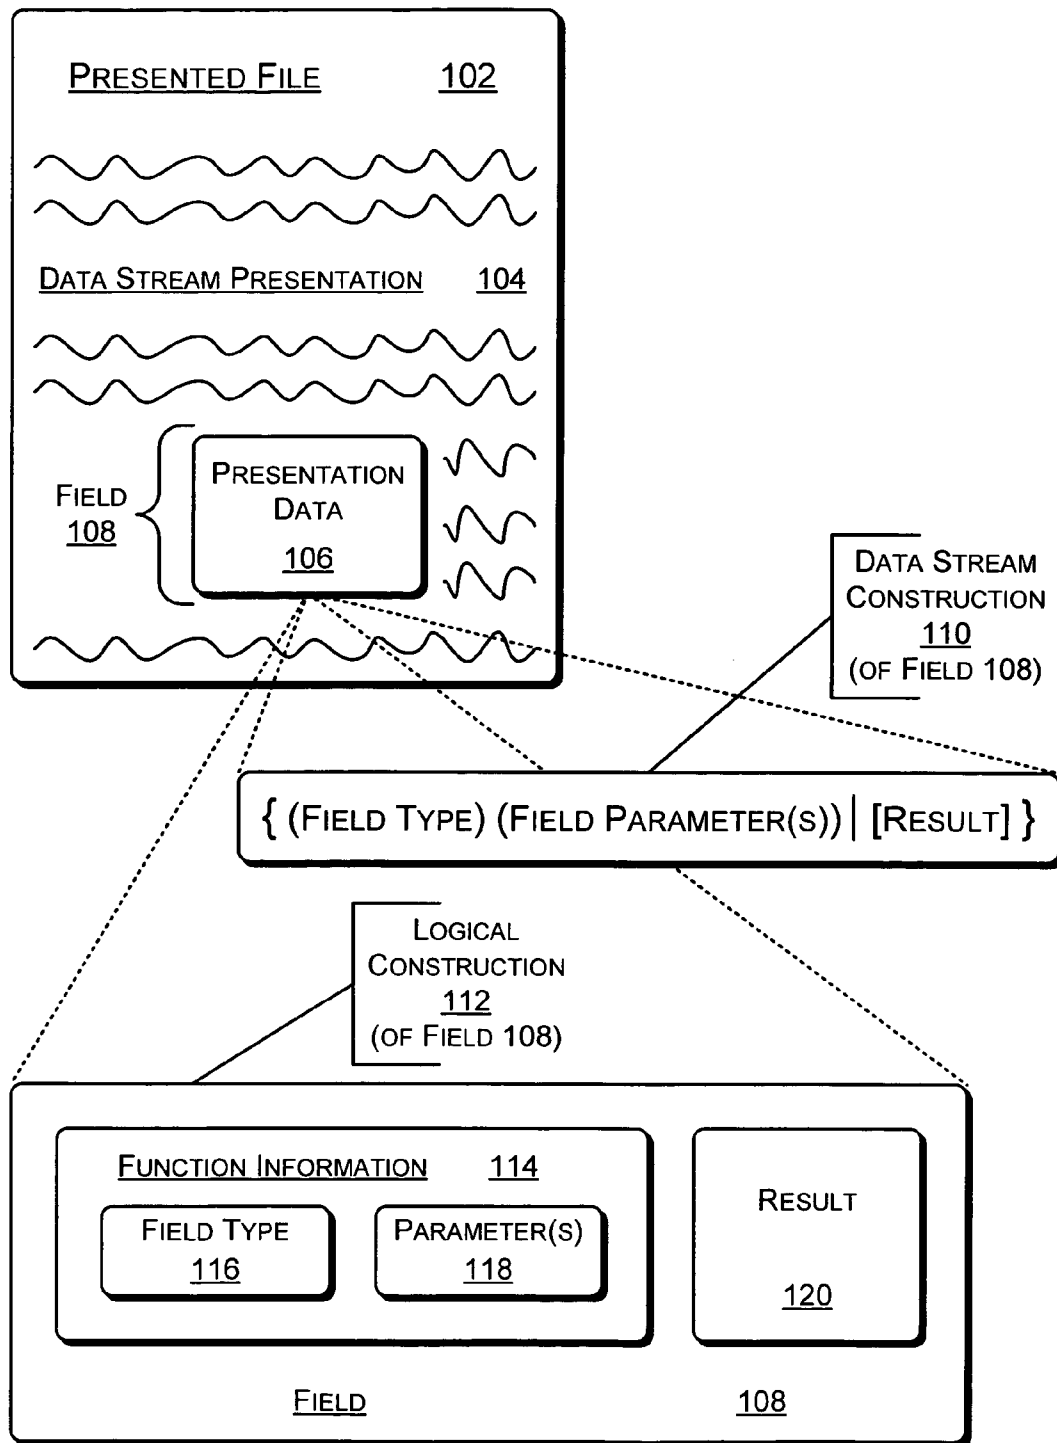 PRESENTED FILE 102
DATA STREAM PRESENTATION 104
FIELD
108
PRESENTATION
DATA
106
DATA STREAM
CONSTRUCTION
110
(OF FIELD 108)
{ (FIELD TYPE) (FIELD PARAMETER(S)) | [RESULT] }
LOGICAL
CONSTRUCTION
112
(OF FIELD 108)
FUNCTION INFORMATION 114
FIELD TYPE
116
PARAMETER(S)
118
RESULT
120
FIELD 108